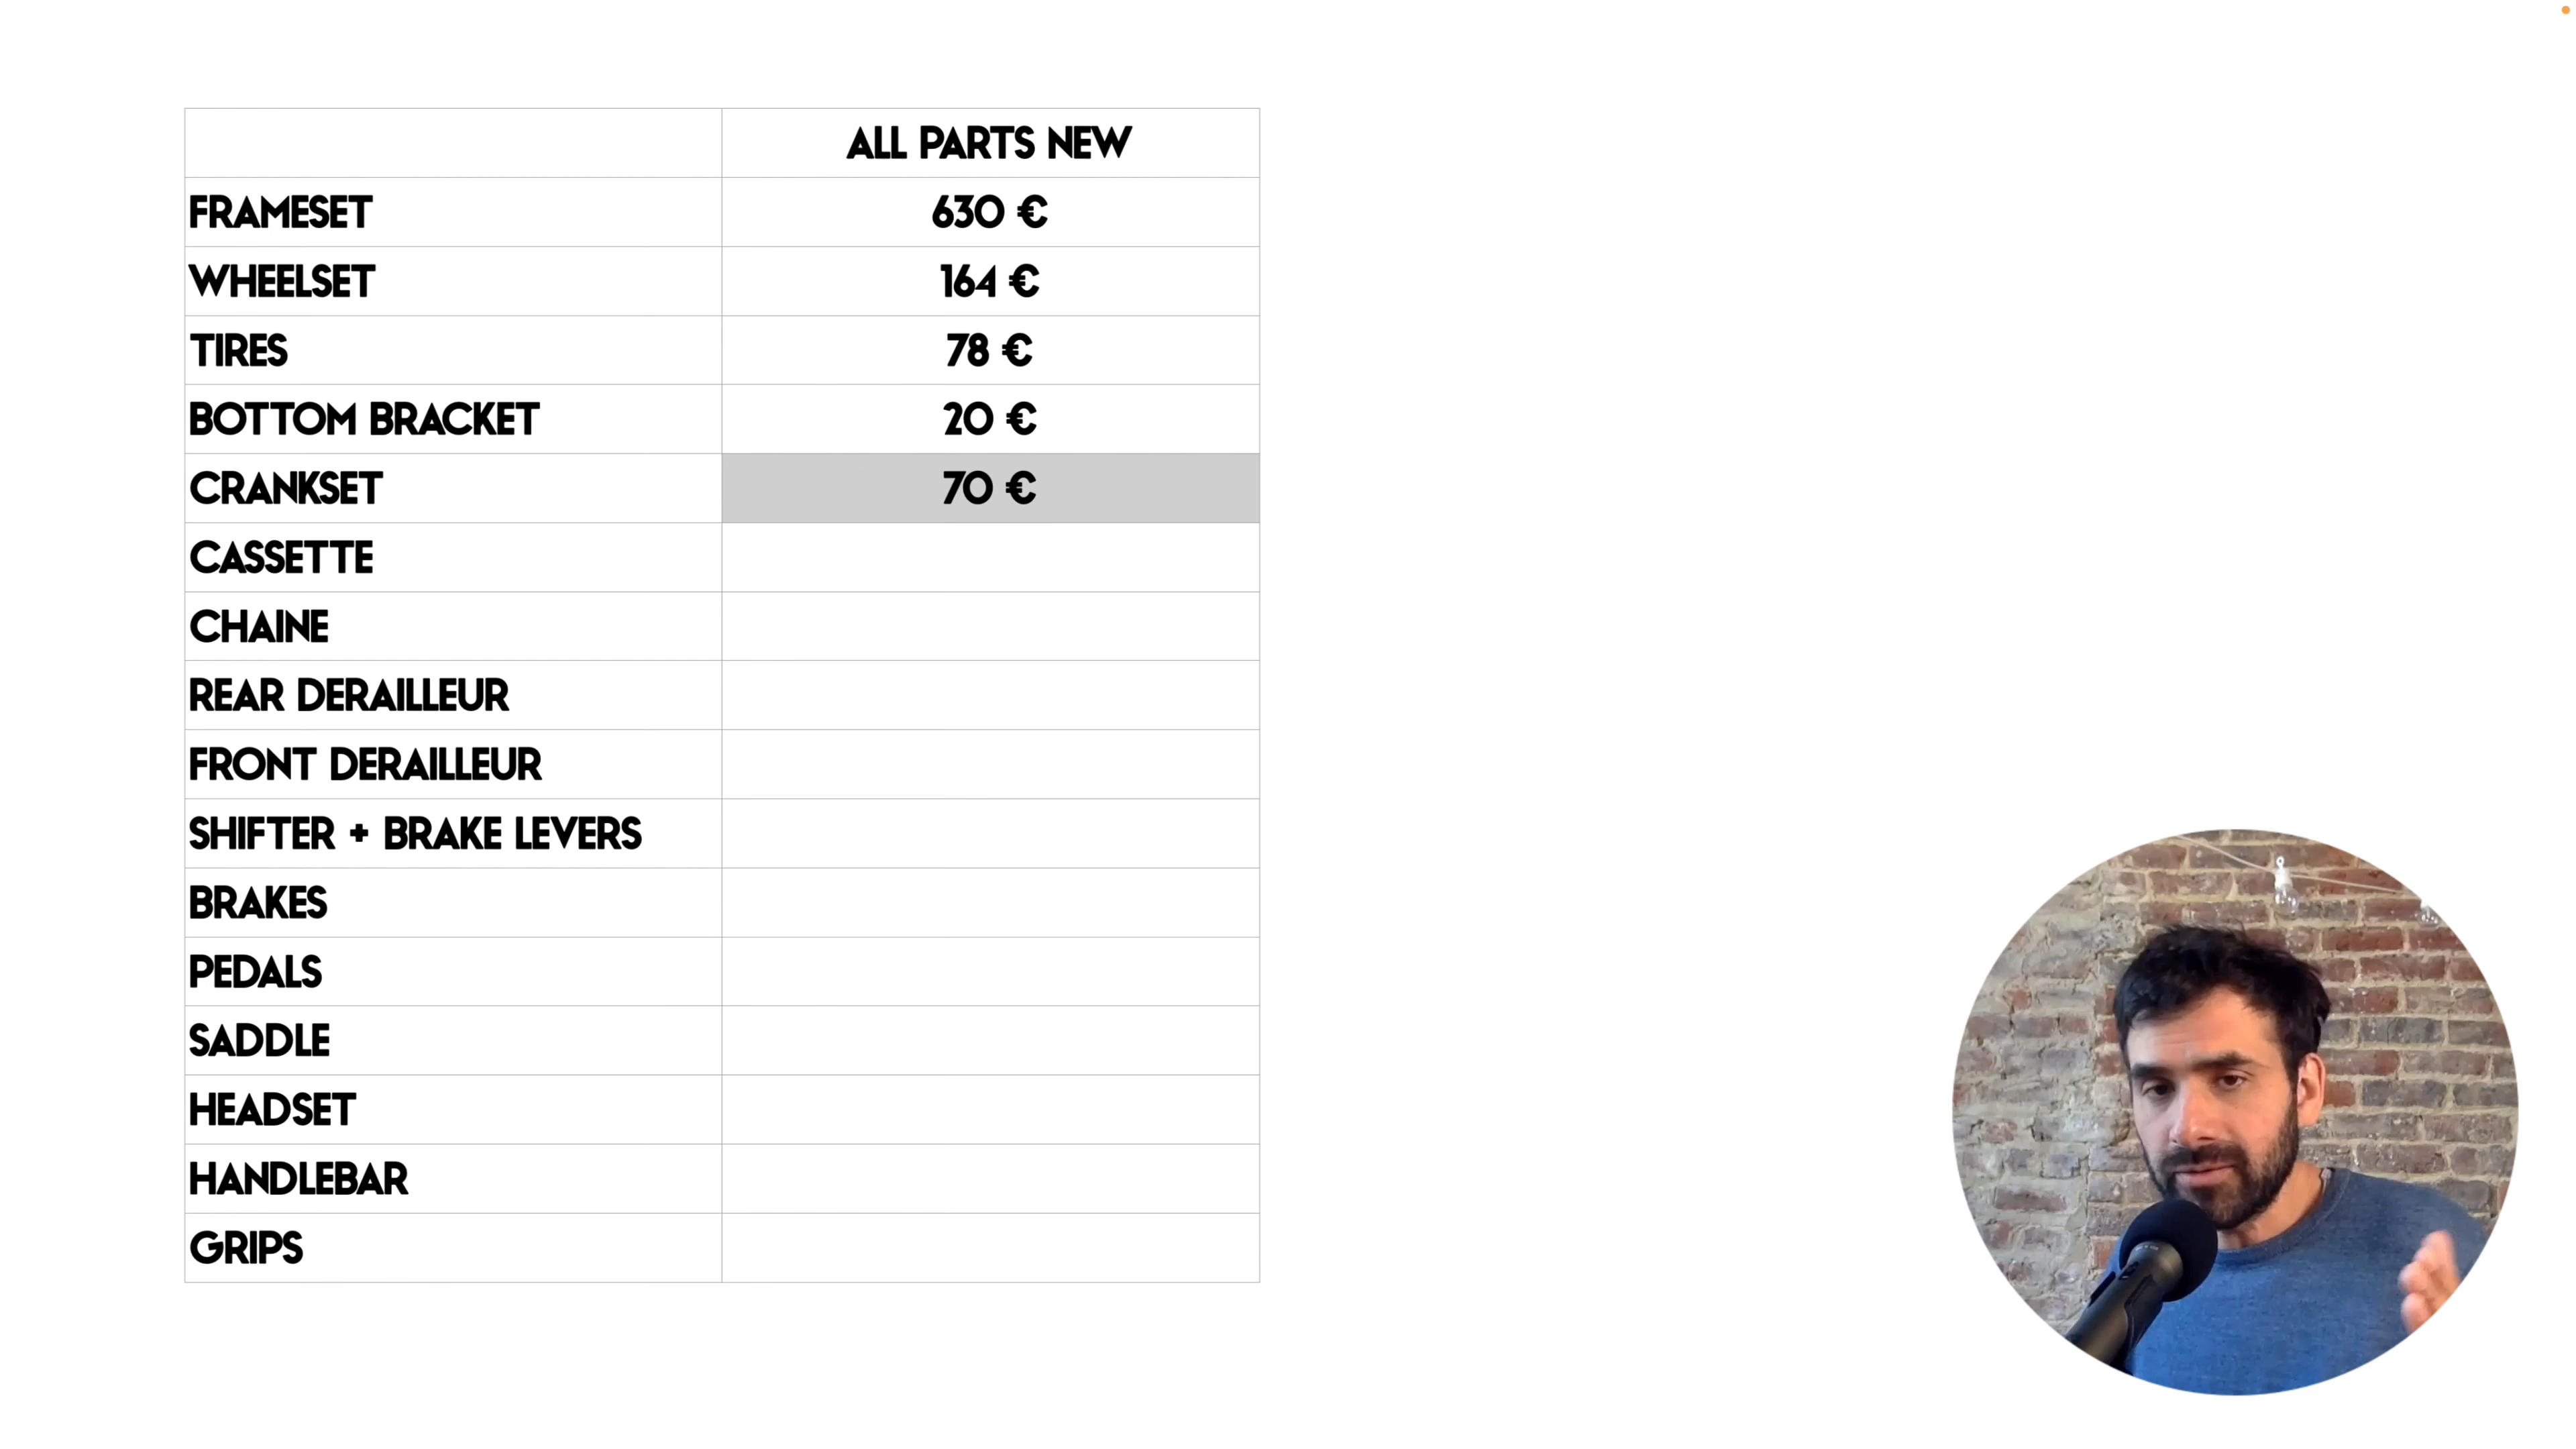 ALL PARTS NEW
FRAMESET 630 €
WHEELSET 164 €
TIRES 78 €
BOTTOM BRACKET 20 €
CRANKSET 70 €
CASSETTE
CHAINE
REAR DERAILLEUR
FRONT DERAILLEUR
SHIFTER + BRAKE LEVERS
BRAKES
PEDALS
SADDLE
HEADSET
HANDLEBAR
GRIPS